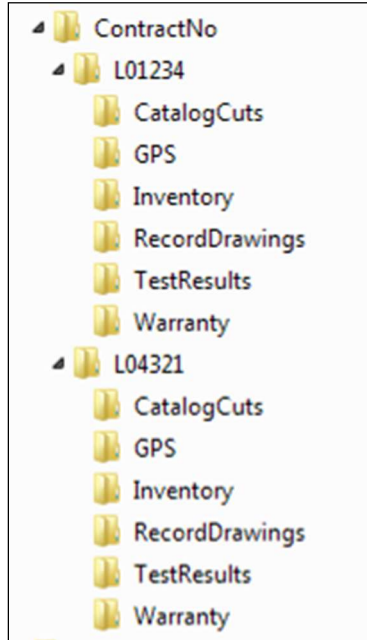 ContractNo
L01234
CatalogCuts
GPS
Inventory
RecordDrawings
TestResults
Warranty
L04321
CatalogCuts
GPS
Inventory
RecordDrawings
TestResults
Warranty